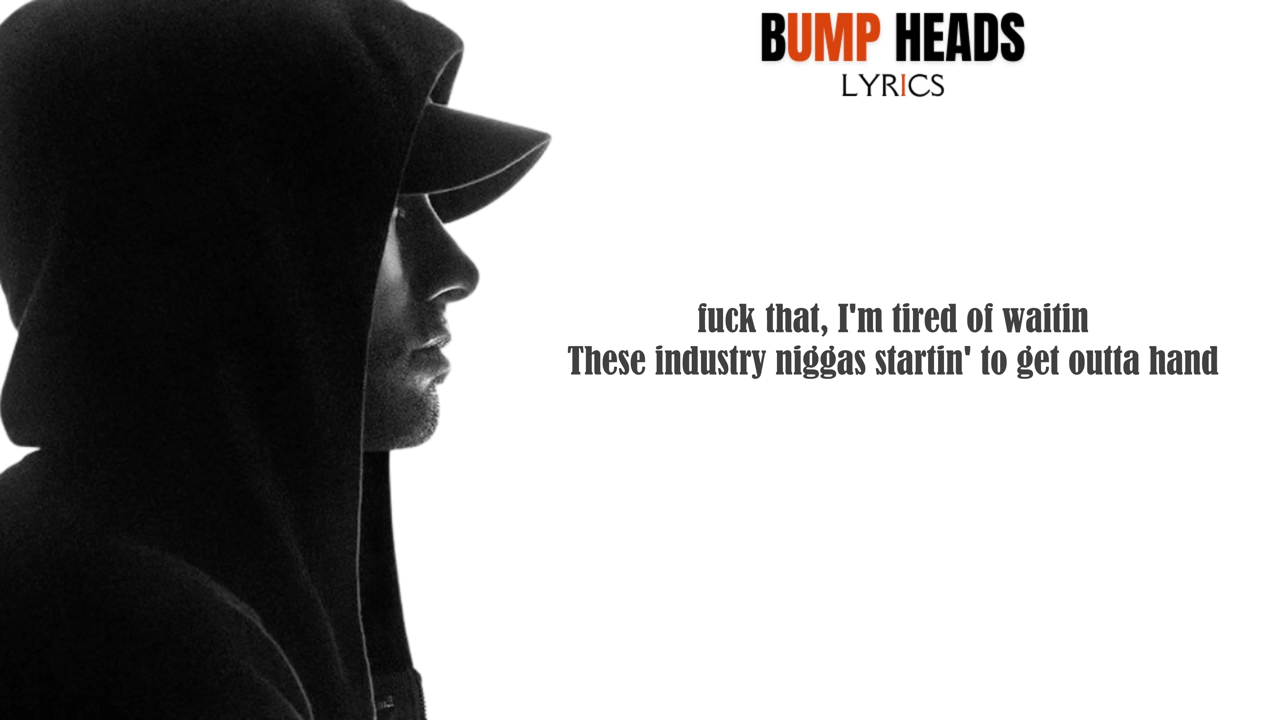 BUMP HEADS
LYRICS
fuck that, I'm tired of waitin
These industry niggas startin' to get outta hand